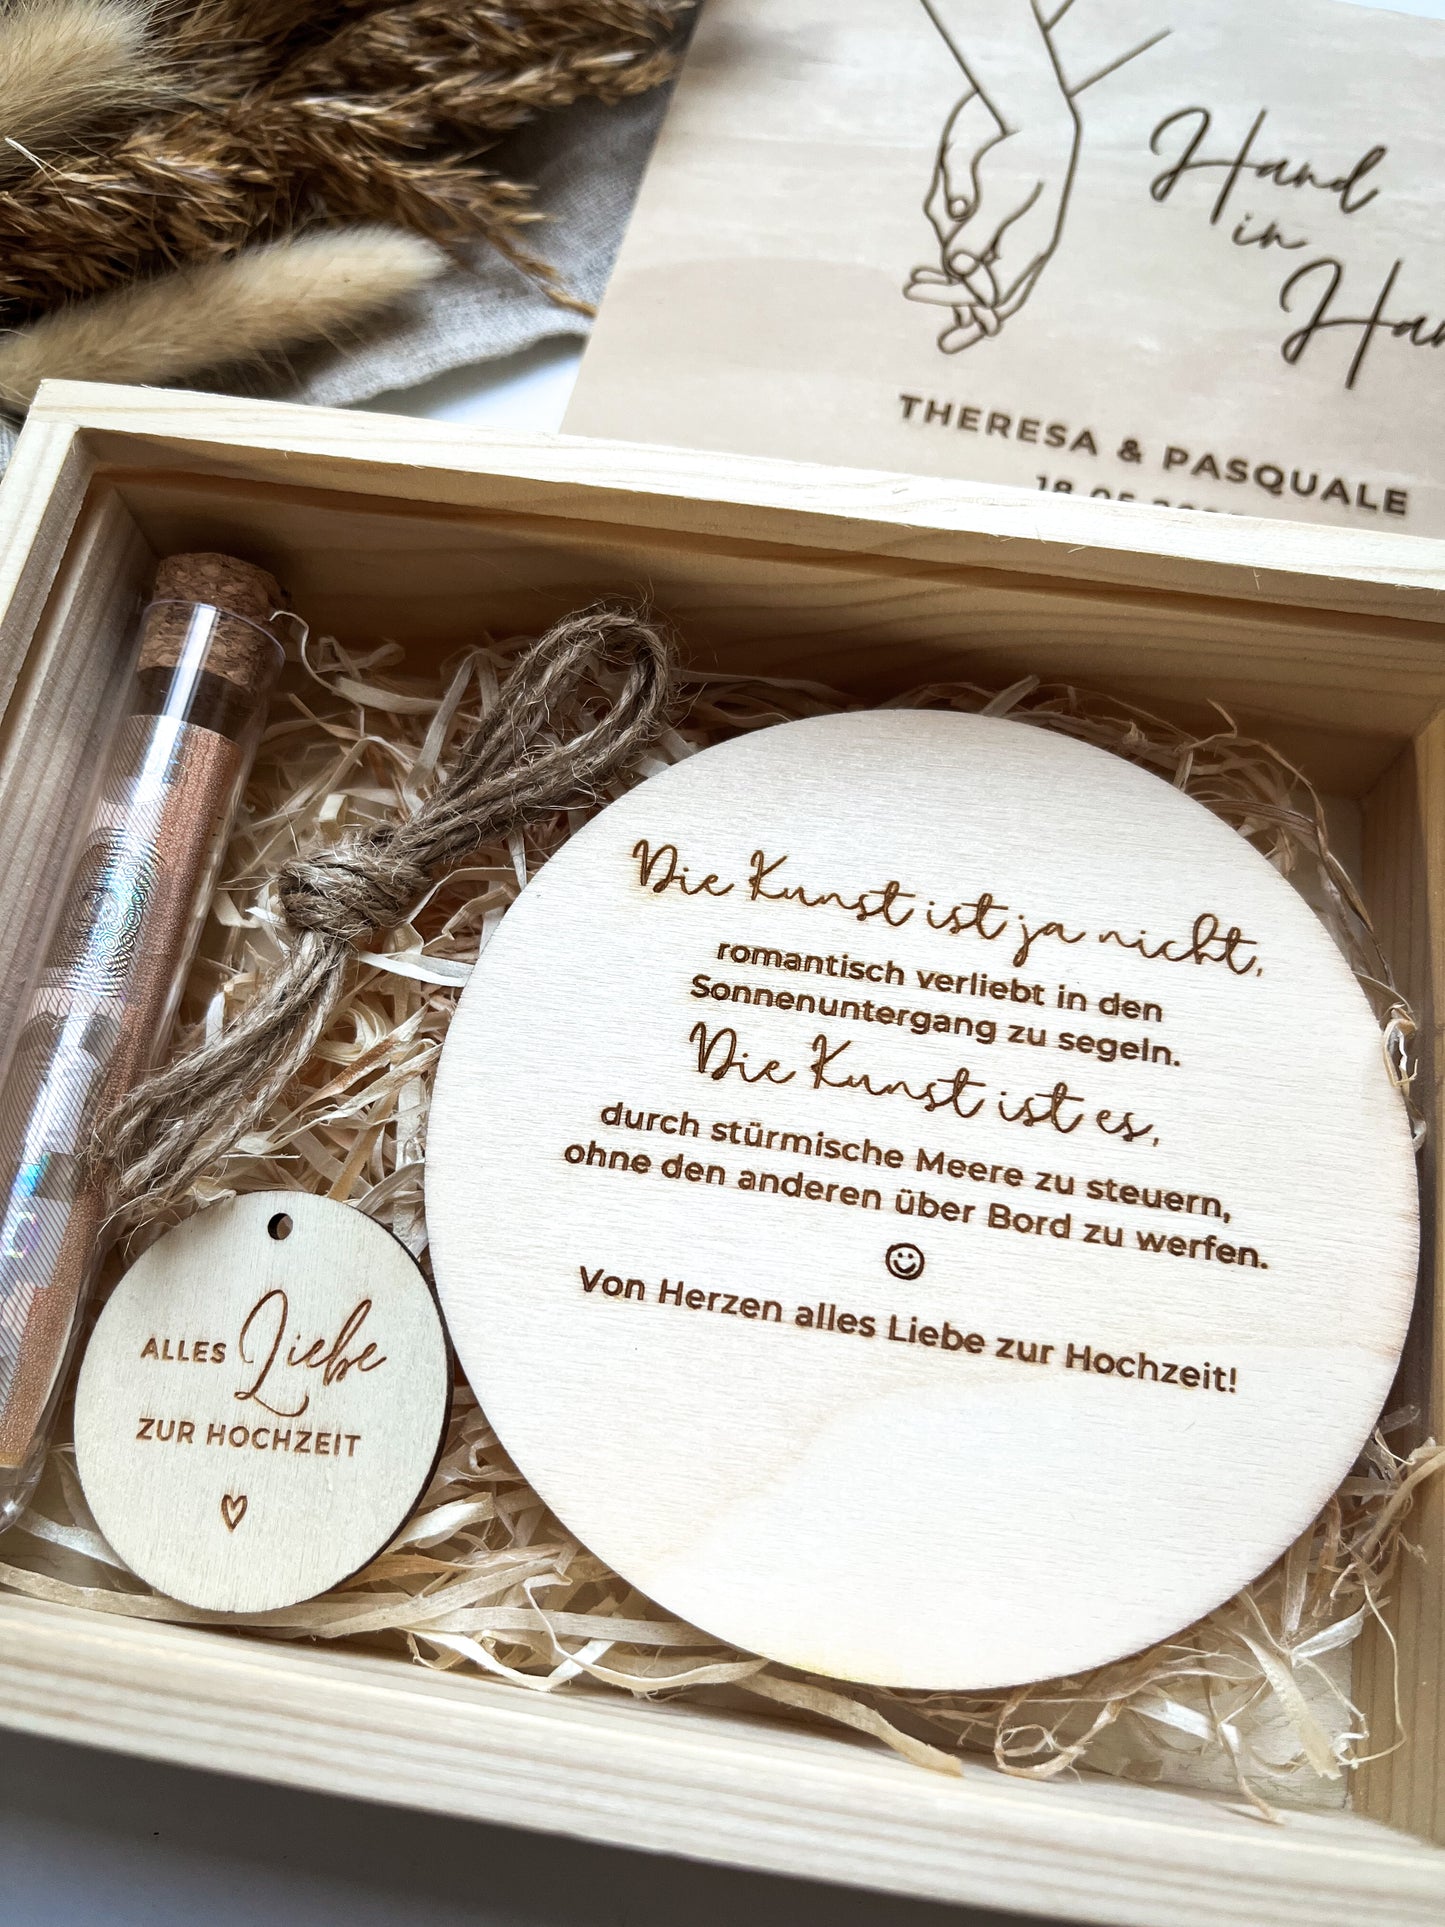 Hand
in
THERESA & PASQUALE
Die Kunst ist ja nicht,
romantisch verliebt in den
Sonnenuntergang zu segeln.
Die Kunst ist es,
durch stürmische Meere zu steuern,
ohne den anderen über Bord zu werfen.
Von Herzen alles Liebe zur Hochzeit!
ALLES Liebe
ZUR HOCHZEIT